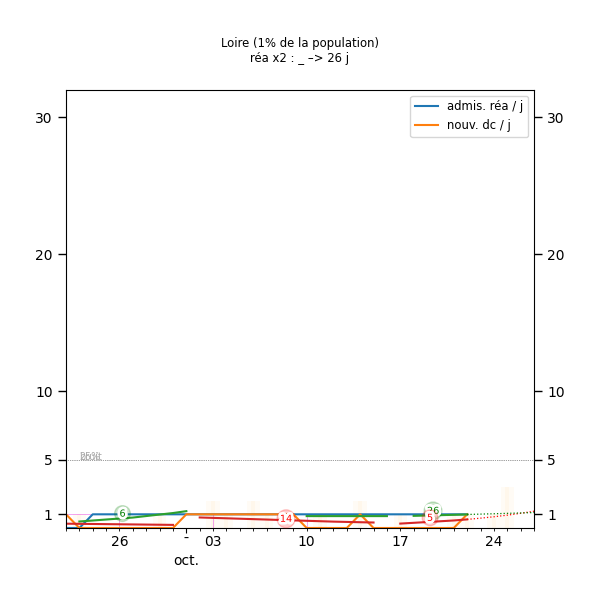 Loire (1% de la population)
réa x2 : _ –> 26 j
admis. réa / j
nouv. dc / j
30 30
20 20
10 10
5 5
1 1
6
14
26
5
26 - 03 10 17 24
oct.